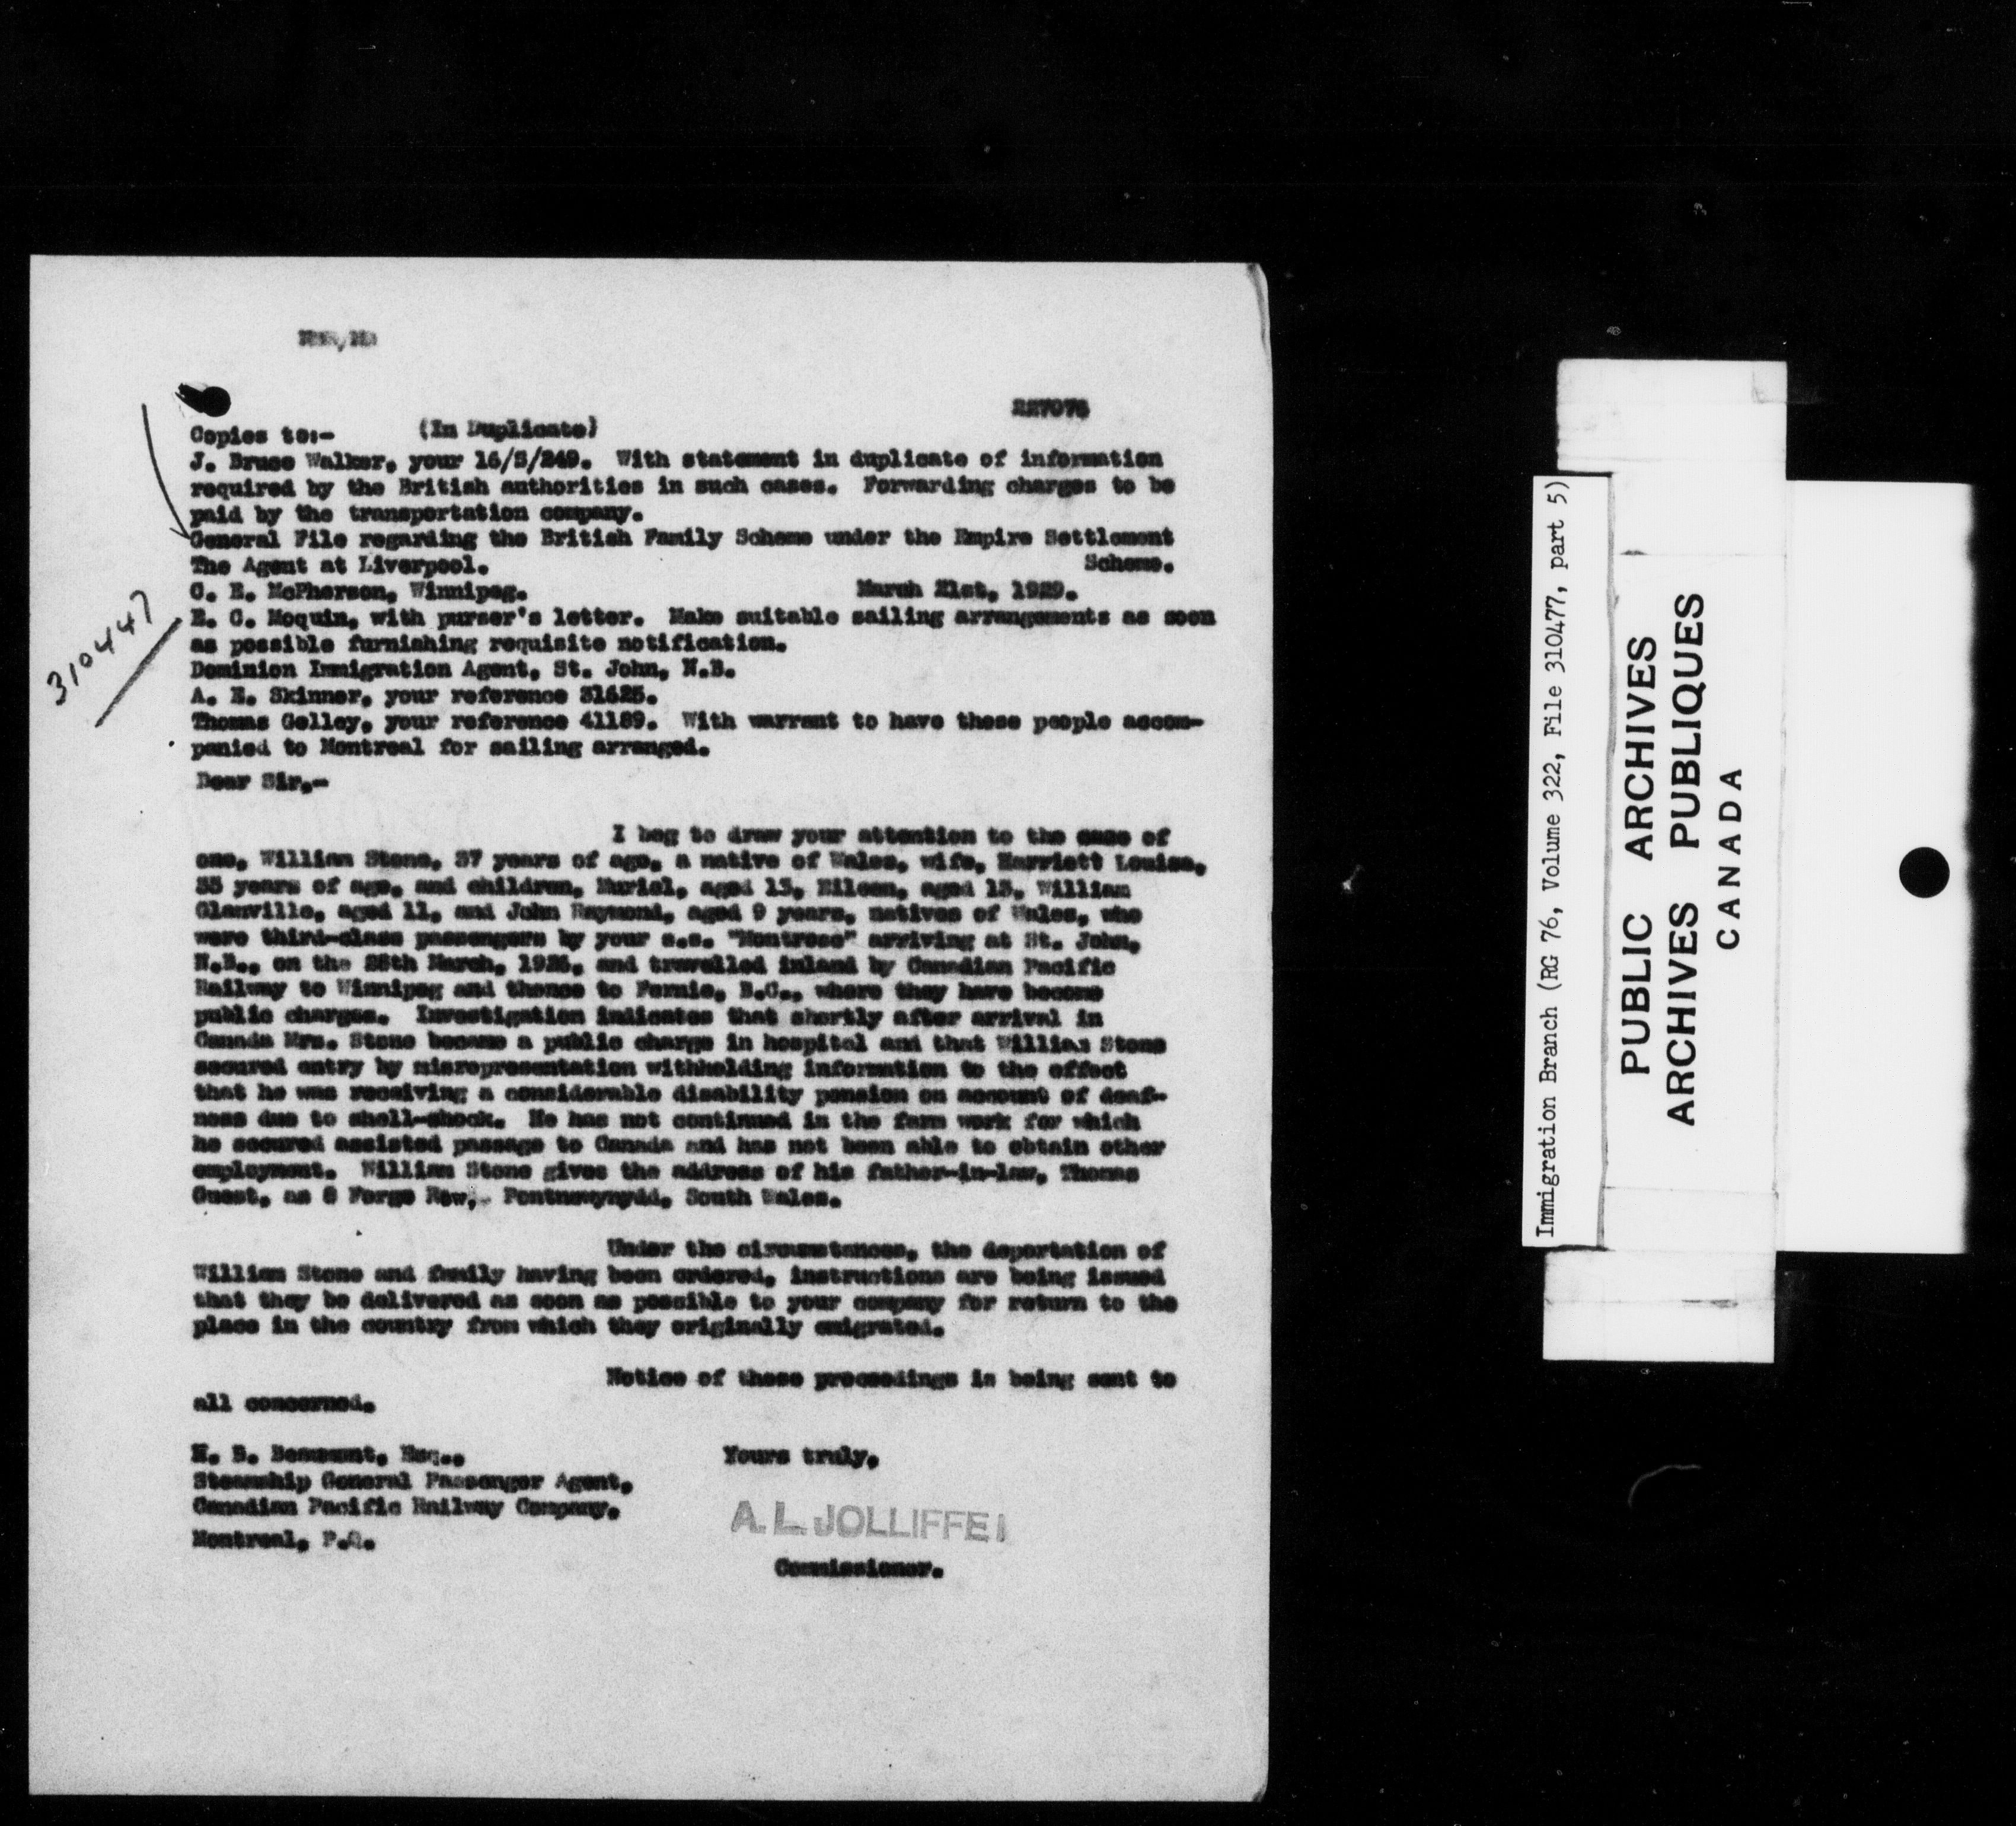 227076
Copies to:- (In Duplicate)
J. Bruce Walker, your 16/S/249. With statement in duplicate of information
required by the British authorities in such cases. Forwarding charges to be
paid by the transportation company.
General File regarding the British Family Scheme under the Empire Settlement
The Agent at Liverpool. Scheme.
C. E. McPherson, Winnipeg. March 21st, 1929.
E. C. Moquin, with purser's letter. Make suitable sailing arrangements as soon
as possible furnishing requisite notification.
310447
Dominion Immigration Agent, St. John, N.B.
A. E. Skinner, your reference 31625.
Thomas Gelley, your reference 41189. With warrant to have these people accom-
panied to Montreal for sailing arranged.
Dear Sir,-
I beg to draw your attention to the case of
one, William Stone, 37 years of age, a native of Wales, wife, Harriett Louisa,
35 years of age, and children, Muriel, aged 15, Eileen, aged 13, William
Glanville, aged 11, and John Raymond, aged 9 years, natives of Wales, who
were third-class passengers by your s.s. "Montrose" arriving at St. John,
N.B., on the 26th March, 1926, and travelled inland by Canadian Pacific
Railway to Winnipeg and thence to Fernie, B.C., where they have become
public charges. Investigation indicates that shortly after arrival in
Canada Mrs. Stone became a public charge in hospital and that William Stone
secured entry by misrepresentation withholding information to the effect
that he was receiving a considerable disability pension on account of deaf-
ness due to shell-shock. He has not continued in the farm work for which
he secured assisted passage to Canada and has not been able to obtain other
employment. William Stone gives the address of his father-in-law, Thomas
Guest, as 8 Forge Row, Pontnewynydd, South Wales.
Under the circumstances, the deportation of
William Stone and family having been ordered, instructions are being issued
that they be delivered as soon as possible to your company for return to the
place in the country from which they originally emigrated.
Notice of these proceedings is being sent to
all concerned.
H. B. Beaumont, Esq.,
Steamship General Passenger Agent,
Canadian Pacific Railway Company,
Montreal, P.Q.
Yours truly,
A. L. JOLLIFFE
Commissioner.
Immigration Branch (RG 76, Volume 322, File 310477, part 5)
PUBLIC ARCHIVES
ARCHIVES PUBLIQUES
CANADA